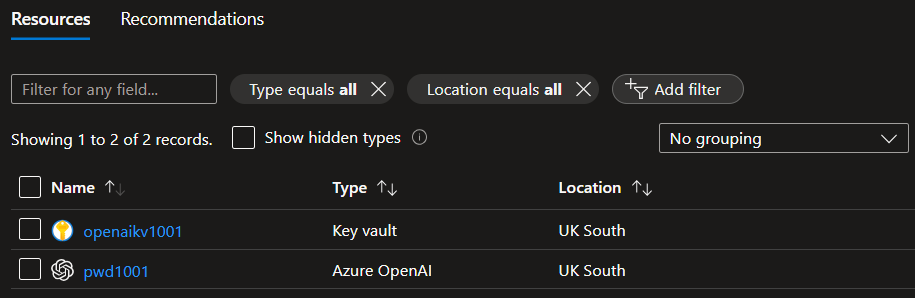 Resources Recommendations
Filter for any field... Type equals all Location equals all Add filter
Showing 1 to 2 of 2 records. Show hidden types No grouping
Name Type Location
openaikv1001 Key vault UK South
pwd1001 Azure OpenAI UK South